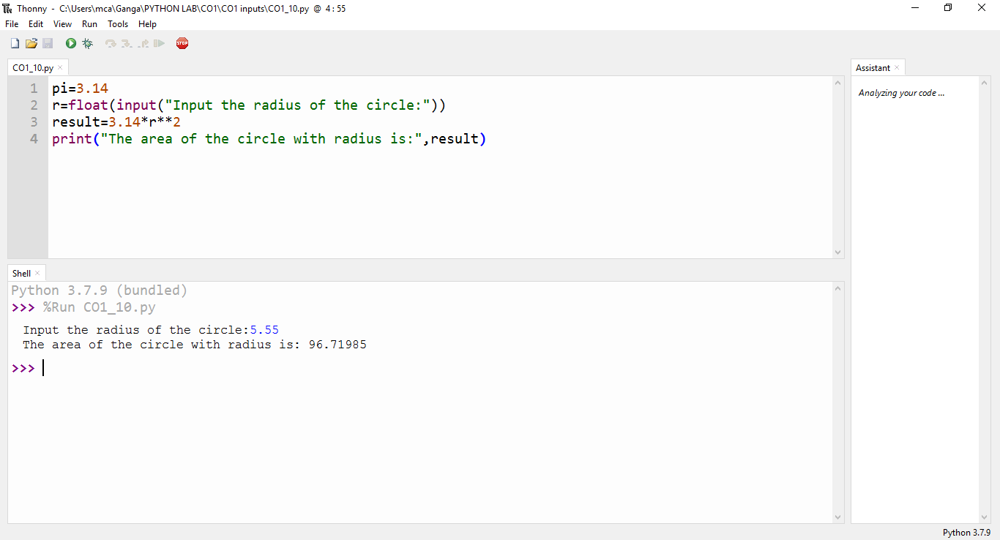 Thonny - C:\Users\mca\Ganga\PYTHON LAB\CO1\CO1 inputs\CO1_10.py @ 4:55
File Edit View Run Tools Help
STOP
CO1_10.py ×
Assistant ×
1 pi=3.14
2 r=float(input("Input the radius of the circle:"))
3 result=3.14*r**2
4 print("The area of the circle with radius is:",result)
Analyzing your code ...
Shell ×
Python 3.7.9 (bundled)
>>> %Run CO1_10.py
Input the radius of the circle:5.55
The area of the circle with radius is: 96.71985
>>>
Python 3.7.9